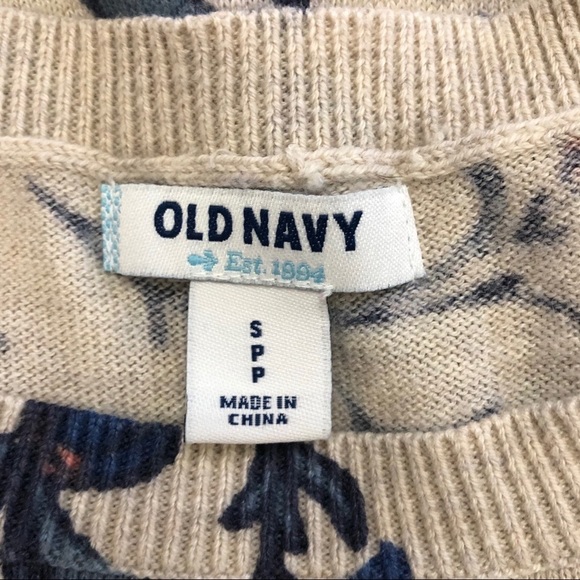 OLD NAVY
Est. 1994
S
P
P
MADE IN
CHINA